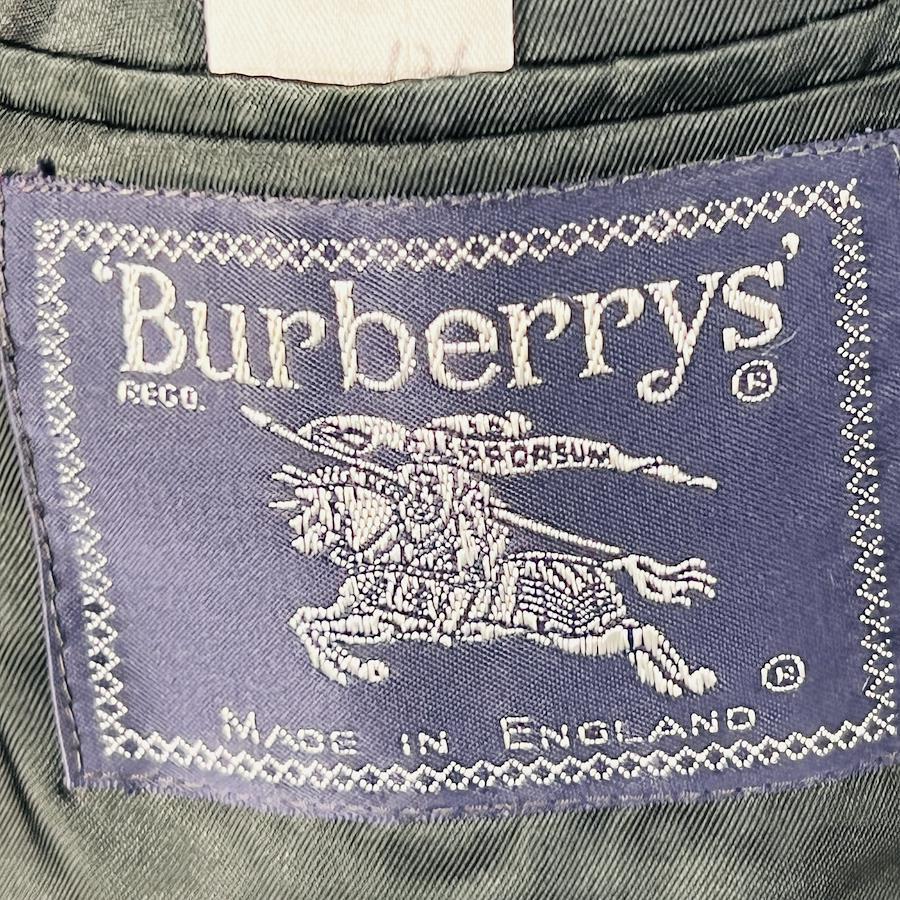 'Burberrys'
REGD. ®
PRORSUM
®
MADE IN ENGLAND